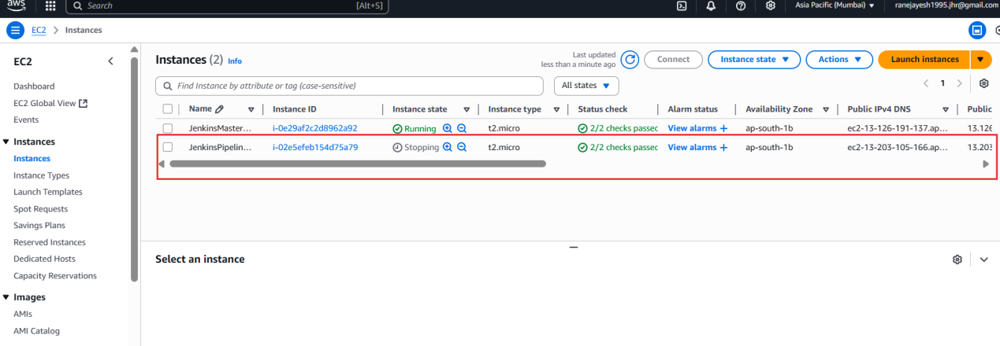 aws Search [Alt+S] Asia Pacific (Mumbai) ranejayesh1995.jhr@gmail.com
EC2 > Instances
EC2
Dashboard
EC2 Global View
Events
Instances
Instances
Instance Types
Launch Templates
Spot Requests
Savings Plans
Reserved Instances
Dedicated Hosts
Capacity Reservations
Images
AMIs
AMI Catalog
Instances (2) Info
Last updated
less than a minute ago
Connect Instance state Actions Launch instances
Find Instance by attribute or tag (case-sensitive) All states
1
Name Instance ID Instance state Instance type Status check Alarm status Availability Zone Public IPv4 DNS Public
JenkinsMaster... i-0e29af2c2d8962a92 Running t2.micro 2/2 checks passec View alarms + ap-south-1b ec2-13-126-191-137.ap... 13.126
JenkinsPipelin... i-02e5efeb154d75a79 Stopping t2.micro 2/2 checks passec View alarms + ap-south-1b ec2-13-203-105-166.ap... 13.203
Select an instance